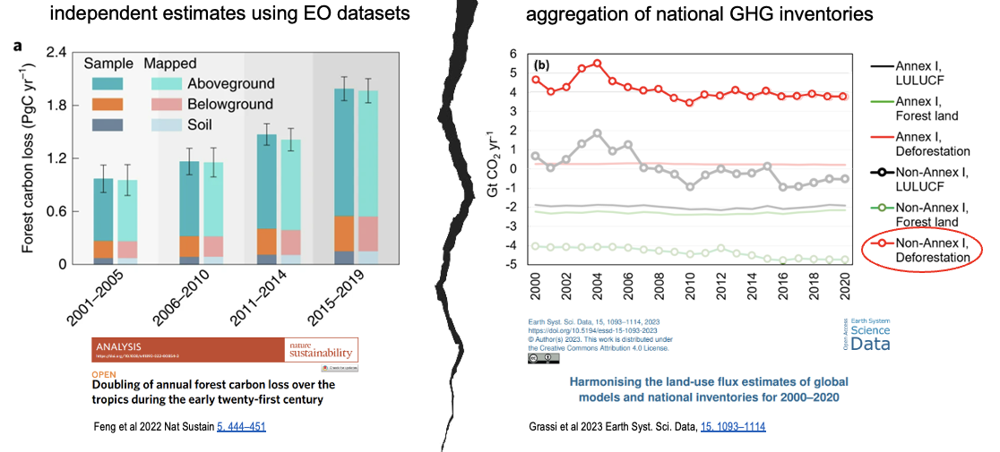 independent estimates using EO datasets
a
Forest carbon loss (PgC yr⁻¹)
2.4
1.8
1.2
0.6
0
Sample Mapped
Aboveground
Belowground
Soil
2001–2005
2006–2010
2011–2014
2015–2019
ANALYSIS
nature
sustainability
Check for updates
OPEN
Doubling of annual forest carbon loss over the
tropics during the early twenty-first century
Feng et al 2022 Nat Sustain 5, 444–451
aggregation of national GHG inventories
(b)
Gt CO₂ yr⁻¹
6
5
4
3
2
1
0
-1
-2
-3
-4
-5
2000
2002
2004
2006
2008
2010
2012
2014
2016
2018
2020
Annex I,
LULUCF
Annex I,
Forest land
Annex I,
Deforestation
Non-Annex I,
LULUCF
Non-Annex I,
Forest land
Non-Annex I,
Deforestation
Earth Syst. Sci. Data, 15, 1093–1114, 2023
https://doi.org/10.5194/essd-15-1093-2023
© Author(s) 2023. This work is distributed under
the Creative Commons Attribution 4.0 License.
cc BY
Open Access
Earth System
Science
Data
Harmonising the land-use flux estimates of global
models and national inventories for 2000–2020
Grassi et al 2023 Earth Syst. Sci. Data, 15, 1093–1114